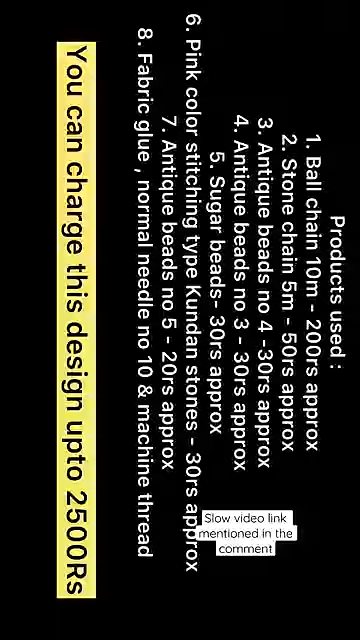 Products used :
1. Ball chain 10m - 200rs approx
2. Stone chain 5m - 50rs approx
3. Antique beads no 4 -30rs approx
4. Antique beads no 3 - 30rs approx
5. Sugar beads- 30rs approx
6. Pink color stitching type Kundan stones - 30rs approx
7. Antique beads no 5 - 20rs approx
8. Fabric glue , normal needle no 10 & machine thread
You can charge this design upto 2500Rs
Slow video link
mentioned in the
comment